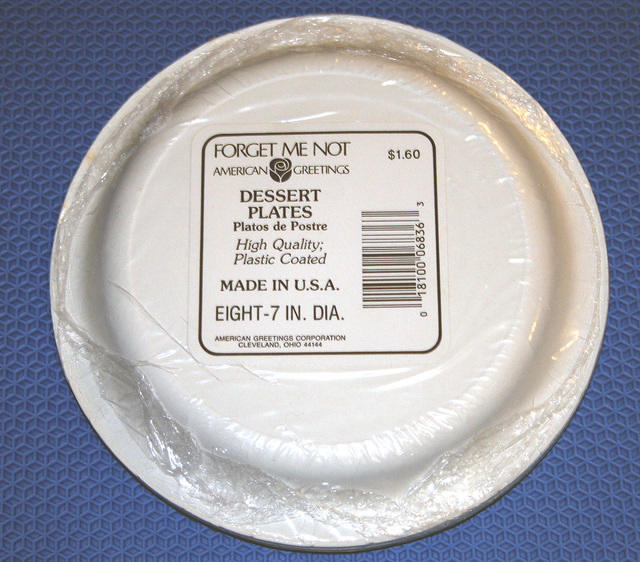 FORGET ME NOT
AMERICAN GREETINGS
$1.60
DESSERT
PLATES
Platos de Postre
High Quality;
Plastic Coated
MADE IN U.S.A.
EIGHT-7 IN. DIA.
AMERICAN GREETINGS CORPORATION
CLEVELAND, OHIO 44144
0 18100 06836 3